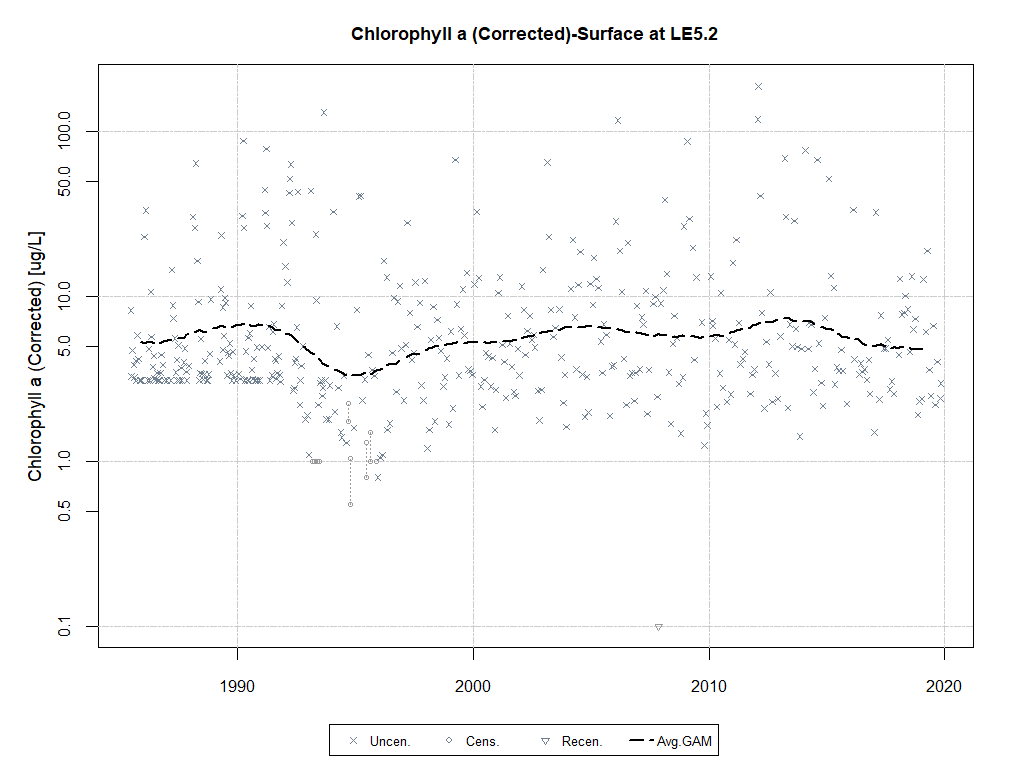 Chlorophyll a (Corrected)-Surface at LE5.2
Chlorophyll a (Corrected) [ug/L]
100.0
50.0
10.0
5.0
1.0
0.5
0.1
1990 2000 2010 2020
Uncen. Cens. Recen. Avg.GAM